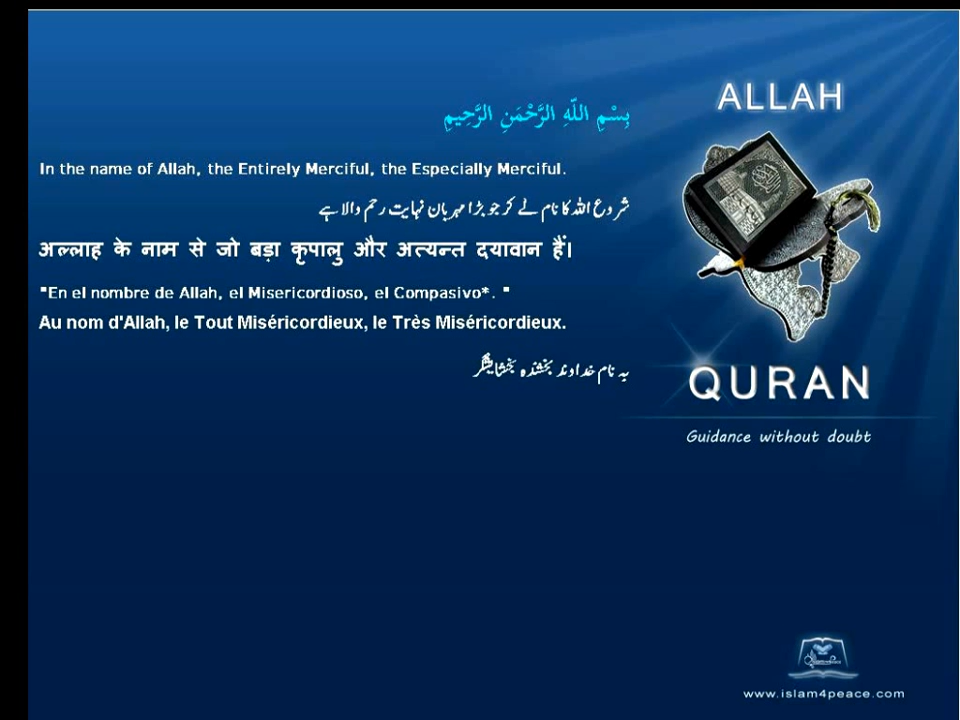 بِسْمِ اللَّهِ الرَّحْمَنِ الرَّحِيمِ
In the name of Allah, the Entirely Merciful, the Especially Merciful.
شروع الله کا نام لے کر جو بڑا مہربان نہایت رحم والا ہے
अल्लाह के नाम से जो बड़ा कृपालु और अत्यन्त दयावान हैं।
"En el nombre de Allah, el Misericordioso, el Compasivo*. "
Au nom d'Allah, le Tout Miséricordieux, le Très Miséricordieux.
به نام خداوند بخشنده بخشایشگر
ALLAH
QURAN
Guidance without doubt
www.islam4peace.com